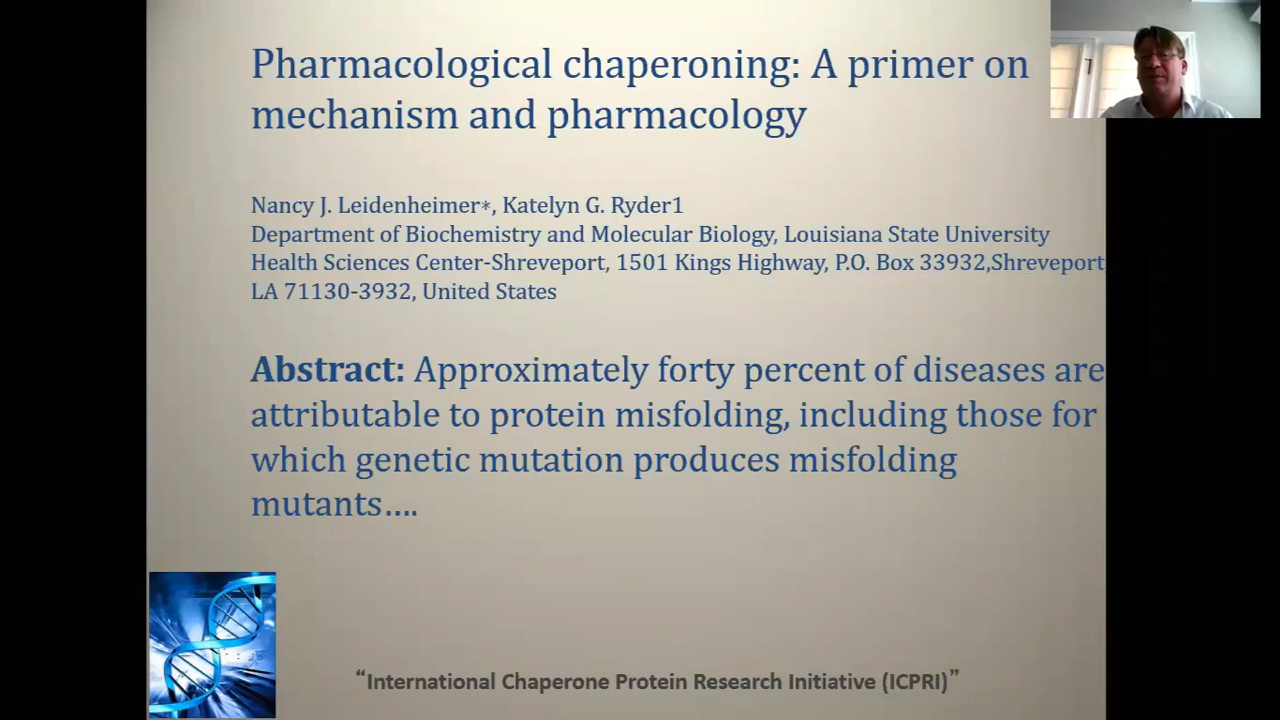 Pharmacological chaperoning: A primer on
mechanism and pharmacology
Nancy J. Leidenheimer∗, Katelyn G. Ryder1
Department of Biochemistry and Molecular Biology, Louisiana State University
Health Sciences Center-Shreveport, 1501 Kings Highway, P.O. Box 33932,Shreveport
LA 71130-3932, United States
Abstract: Approximately forty percent of diseases are
attributable to protein misfolding, including those for
which genetic mutation produces misfolding
mutants….
“International Chaperone Protein Research Initiative (ICPRI)”